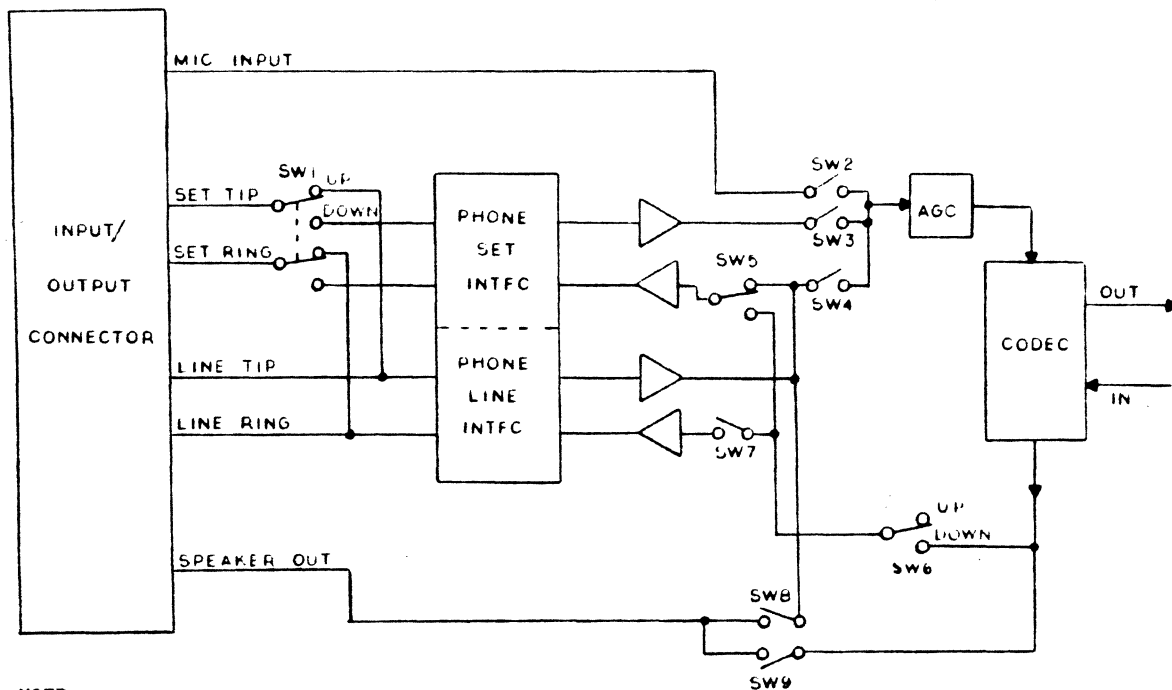 MIC INPUT
SW2
SW1
UP
SET TIP
DOWN
SW3
AGC
SET RING
INPUT/
OUTPUT
CONNECTOR
PHONE
SET
INTFC
SW5
SW4
OUT
CODEC
IN
LINE TIP
PHONE
LINE
INTFC
LINE RING
SW7
UP
DOWN
SW6
SPEAKER OUT
SW8
SW9